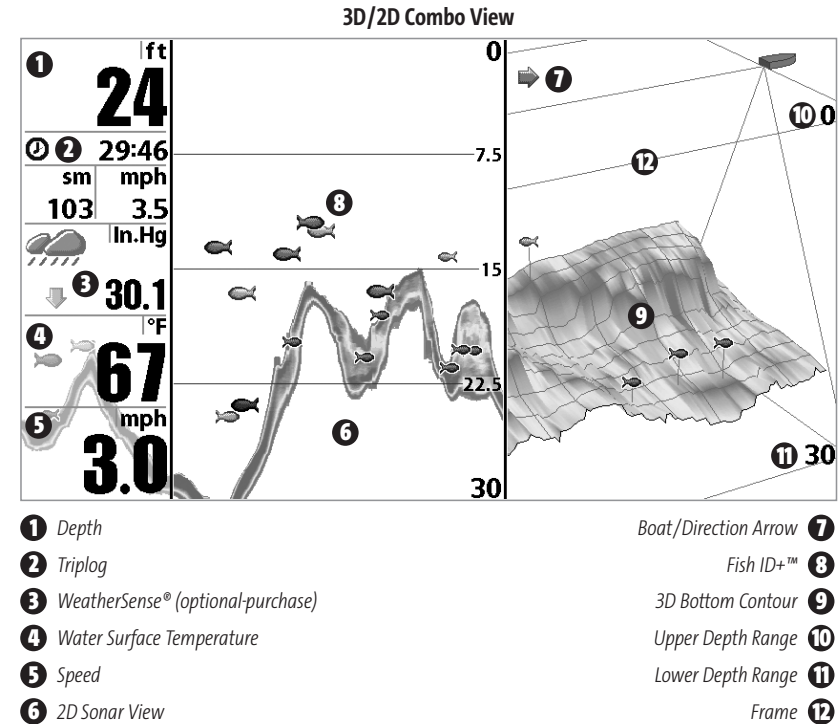 3D/2D Combo View
1 ft
24
2 29:46
sm mph
103 3.5
In.Hg
3 30.1
4 °F
67
5 mph
3.0
0
8
7.5
15
22.5
6
30
7
10 0
12
9
11 30
1 Depth
2 Triplog
3 WeatherSense® (optional-purchase)
4 Water Surface Temperature
5 Speed
6 2D Sonar View
Boat/Direction Arrow 7
Fish ID+™ 8
3D Bottom Contour 9
Upper Depth Range 10
Lower Depth Range 11
Frame 12